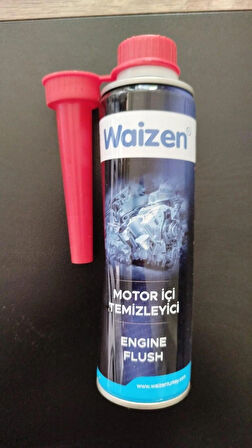 Waizen
MOTOR İÇİ
TEMİZLEYİCİ
ENGINE
FLUSH